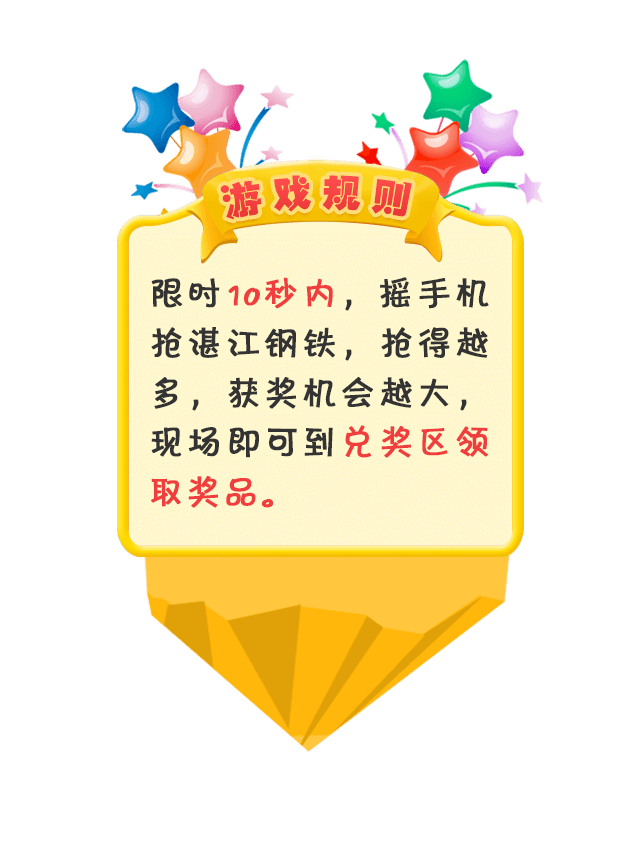 游戏规则
限时10秒内，摇手机
抢湛江钢铁，抢得越
多，获奖机会越大，
现场即可到兑奖区领
取奖品。